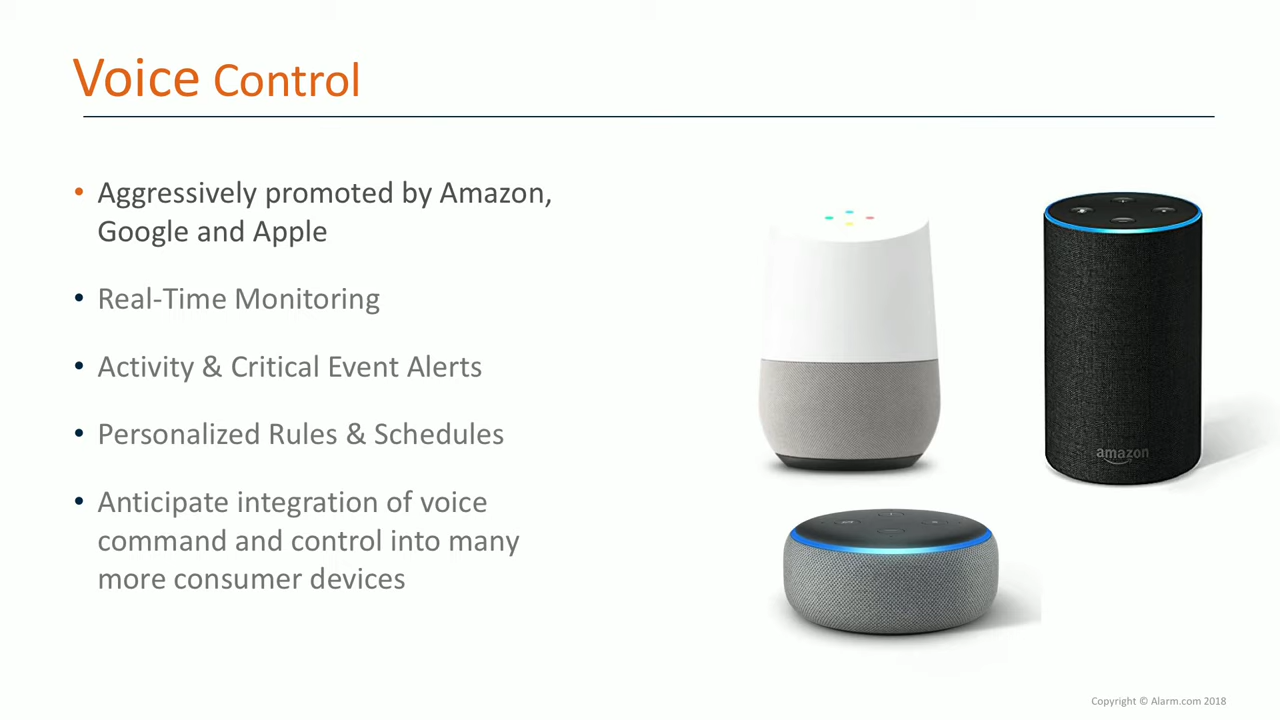 Voice Control
• Aggressively promoted by Amazon,
Google and Apple
• Real-Time Monitoring
• Activity & Critical Event Alerts
• Personalized Rules & Schedules
• Anticipate integration of voice
command and control into many
more consumer devices
amazon
Copyright © Alarm.com 2018